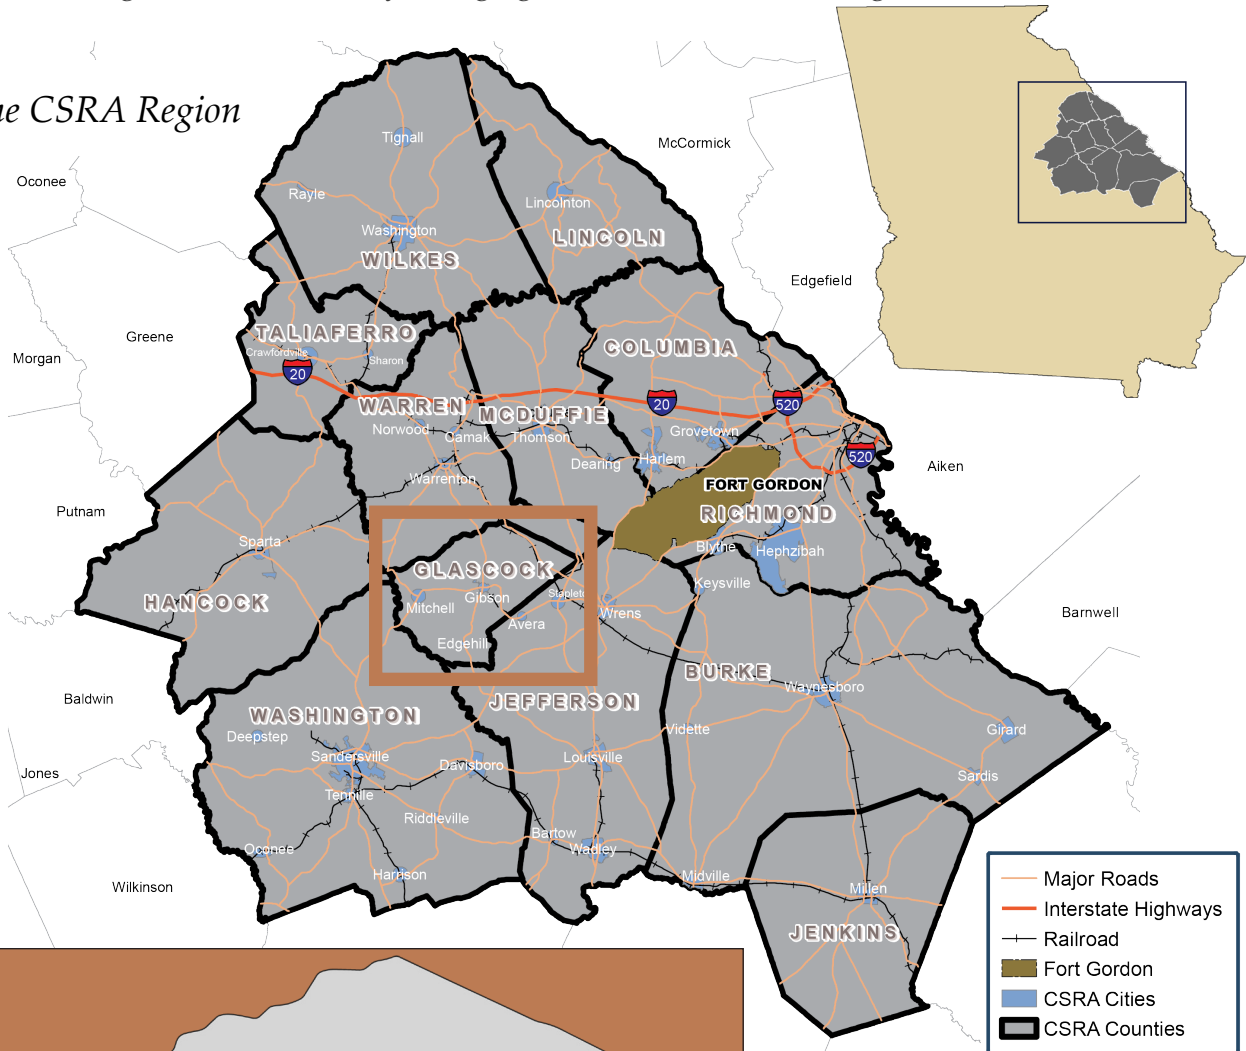 CSRA Region
McCormick
Oconee
Tignall
Rayle
Lincolnton
Washington
LINCOLN
WILKES
Edgefield
Greene
TALIAFERRO
Morgan
Crawfordville
Sharon
COLUMBIA
20
20
520
WARREN
MCDUFFIE
Norwood
Camak
Thomson
Grovetown
Dearing
Harlem
520
Aiken
Warrenton
FORT GORDON
Putnam
RICHMOND
Sparta
Blythe
Hephzibah
GLASCOCK
Keysville
HANCOCK
Mitchell
Gibson
Wrens
Barnwell
Avera
Edgehill
BURKE
Baldwin
Waynesboro
JEFFERSON
WASHINGTON
Deepstep
Vidette
Girard
Sandersville
Davisboro
Louisville
Jones
Sardis
Tennille
Riddleville
Bartow
Oconee
Wadley
Harrison
Midville
Wilkinson
Millen
JENKINS
Major Roads
Interstate Highways
Railroad
Fort Gordon
CSRA Cities
CSRA Counties